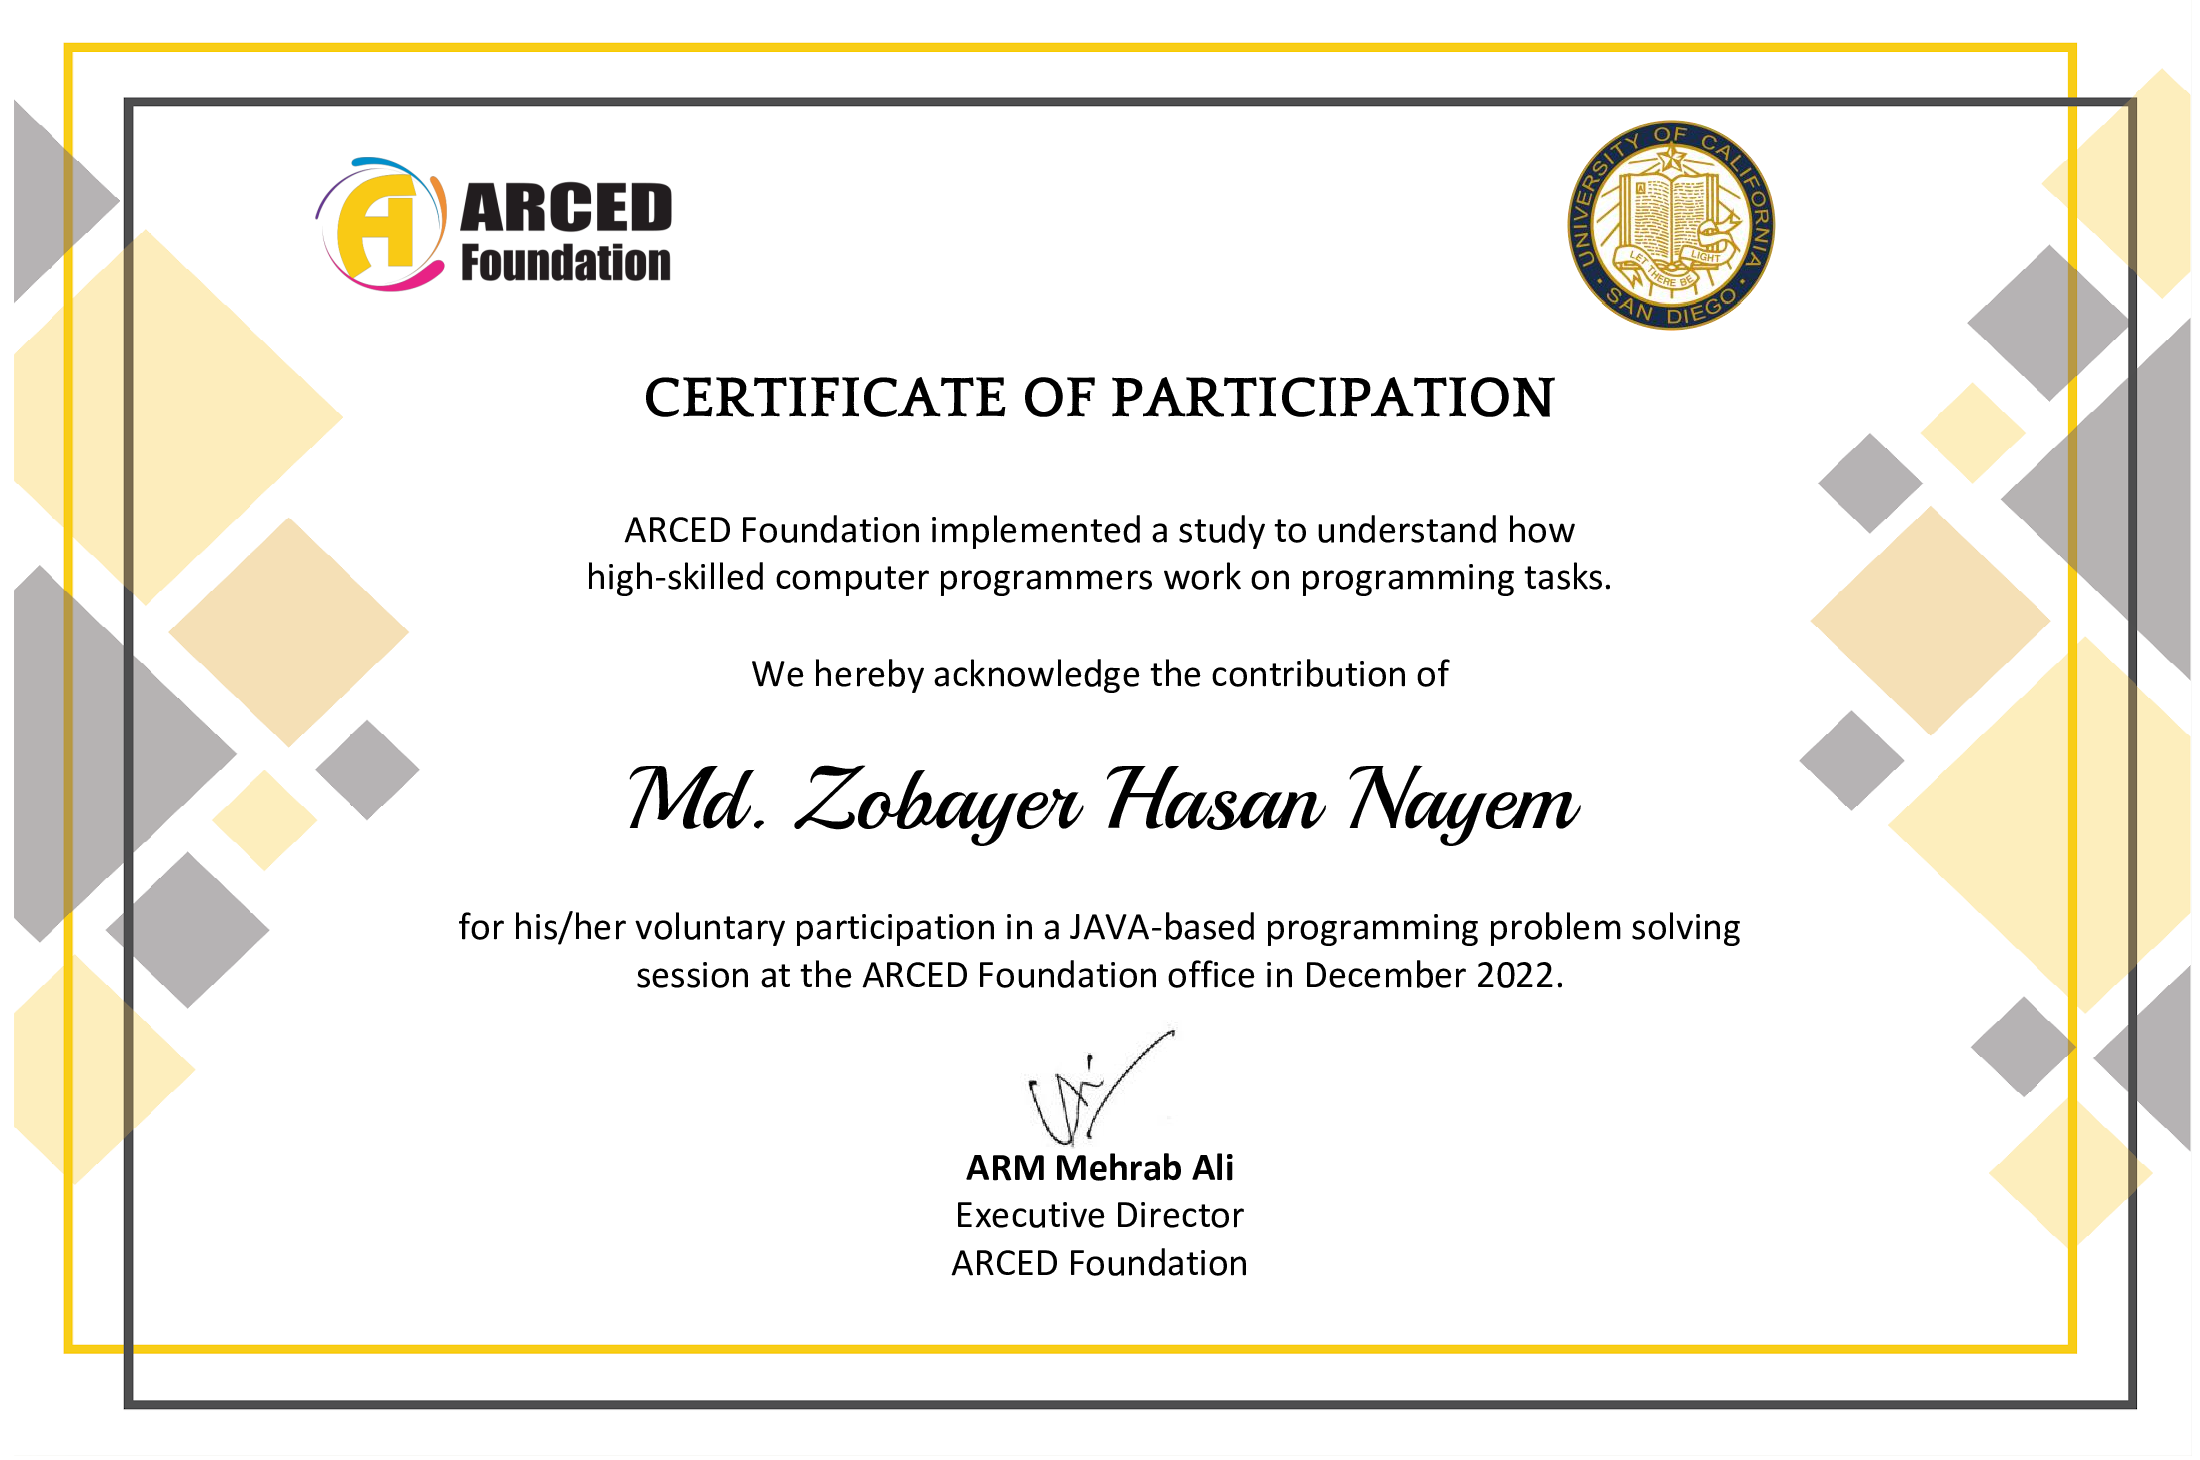 ARCED
Foundation
UNIVERSITY OF CALIFORNIA
SAN DIEGO
LET THERE BE LIGHT
CERTIFICATE OF PARTICIPATION
ARCED Foundation implemented a study to understand how
high-skilled computer programmers work on programming tasks.
We hereby acknowledge the contribution of
Md. Zobayer Hasan Nayem
for his/her voluntary participation in a JAVA-based programming problem solving
session at the ARCED Foundation office in December 2022.
ARM Mehrab Ali
Executive Director
ARCED Foundation